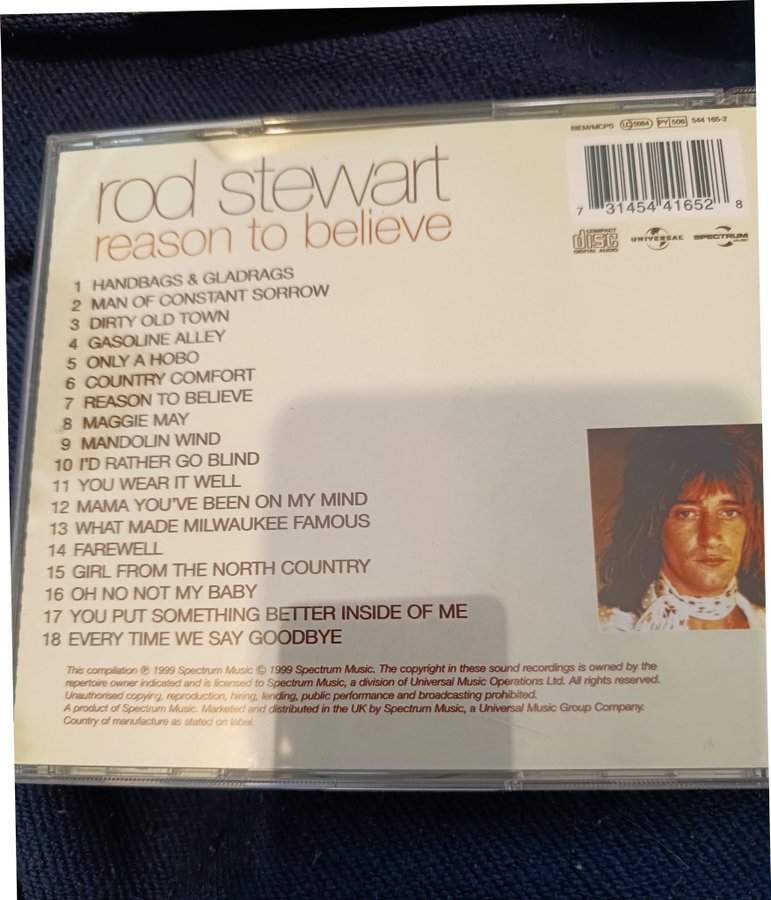 BIEM/MCPS LC 5064 PY 506 544 165-2
rod stewart
reason to believe
7 31454 41652 8
COMPACT
disc
DIGITAL AUDIO
UNIVERSAL
SPECTRUM
MUSIC
1 HANDBAGS & GLADRAGS
2 MAN OF CONSTANT SORROW
3 DIRTY OLD TOWN
4 GASOLINE ALLEY
5 ONLY A HOBO
6 COUNTRY COMFORT
7 REASON TO BELIEVE
8 MAGGIE MAY
9 MANDOLIN WIND
10 I'D RATHER GO BLIND
11 YOU WEAR IT WELL
12 MAMA YOU'VE BEEN ON MY MIND
13 WHAT MADE MILWAUKEE FAMOUS
14 FAREWELL
15 GIRL FROM THE NORTH COUNTRY
16 OH NO NOT MY BABY
17 YOU PUT SOMETHING BETTER INSIDE OF ME
18 EVERY TIME WE SAY GOODBYE
This compilation ℗ 1999 Spectrum Music © 1999 Spectrum Music. The copyright in these sound recordings is owned by the
repertoire owner indicated and is licensed to Spectrum Music, a division of Universal Music Operations Ltd. All rights reserved.
Unauthorised copying, reproduction, hiring, lending, public performance and broadcasting prohibited.
A product of Spectrum Music. Marketed and distributed in the UK by Spectrum Music, a Universal Music Group Company.
Country of manufacture as stated on label.